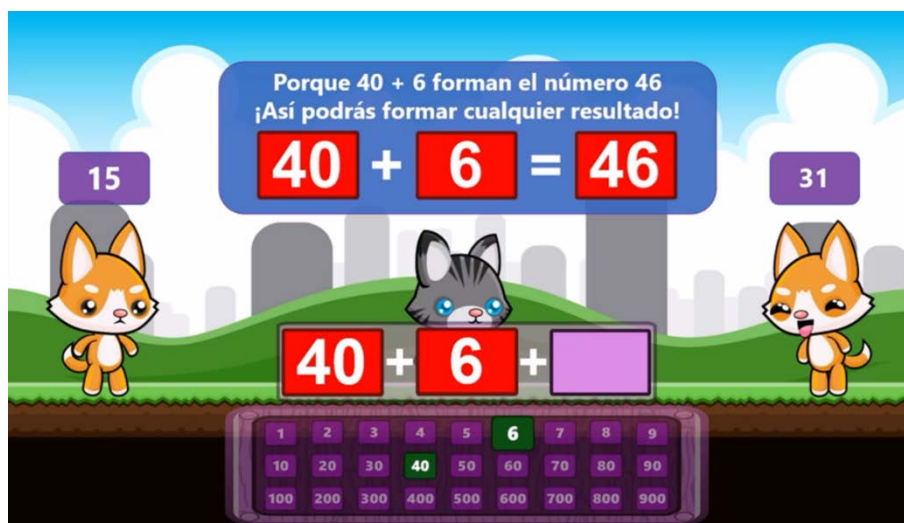 Porque 40 + 6 forman el número 46
¡Así podrás formar cualquier resultado!
40 + 6 = 46
15
31
40 + 6 +
1 2 3 4 5 6 7 8 9
10 20 30 40 50 60 70 80 90
100 200 300 400 500 600 700 800 900